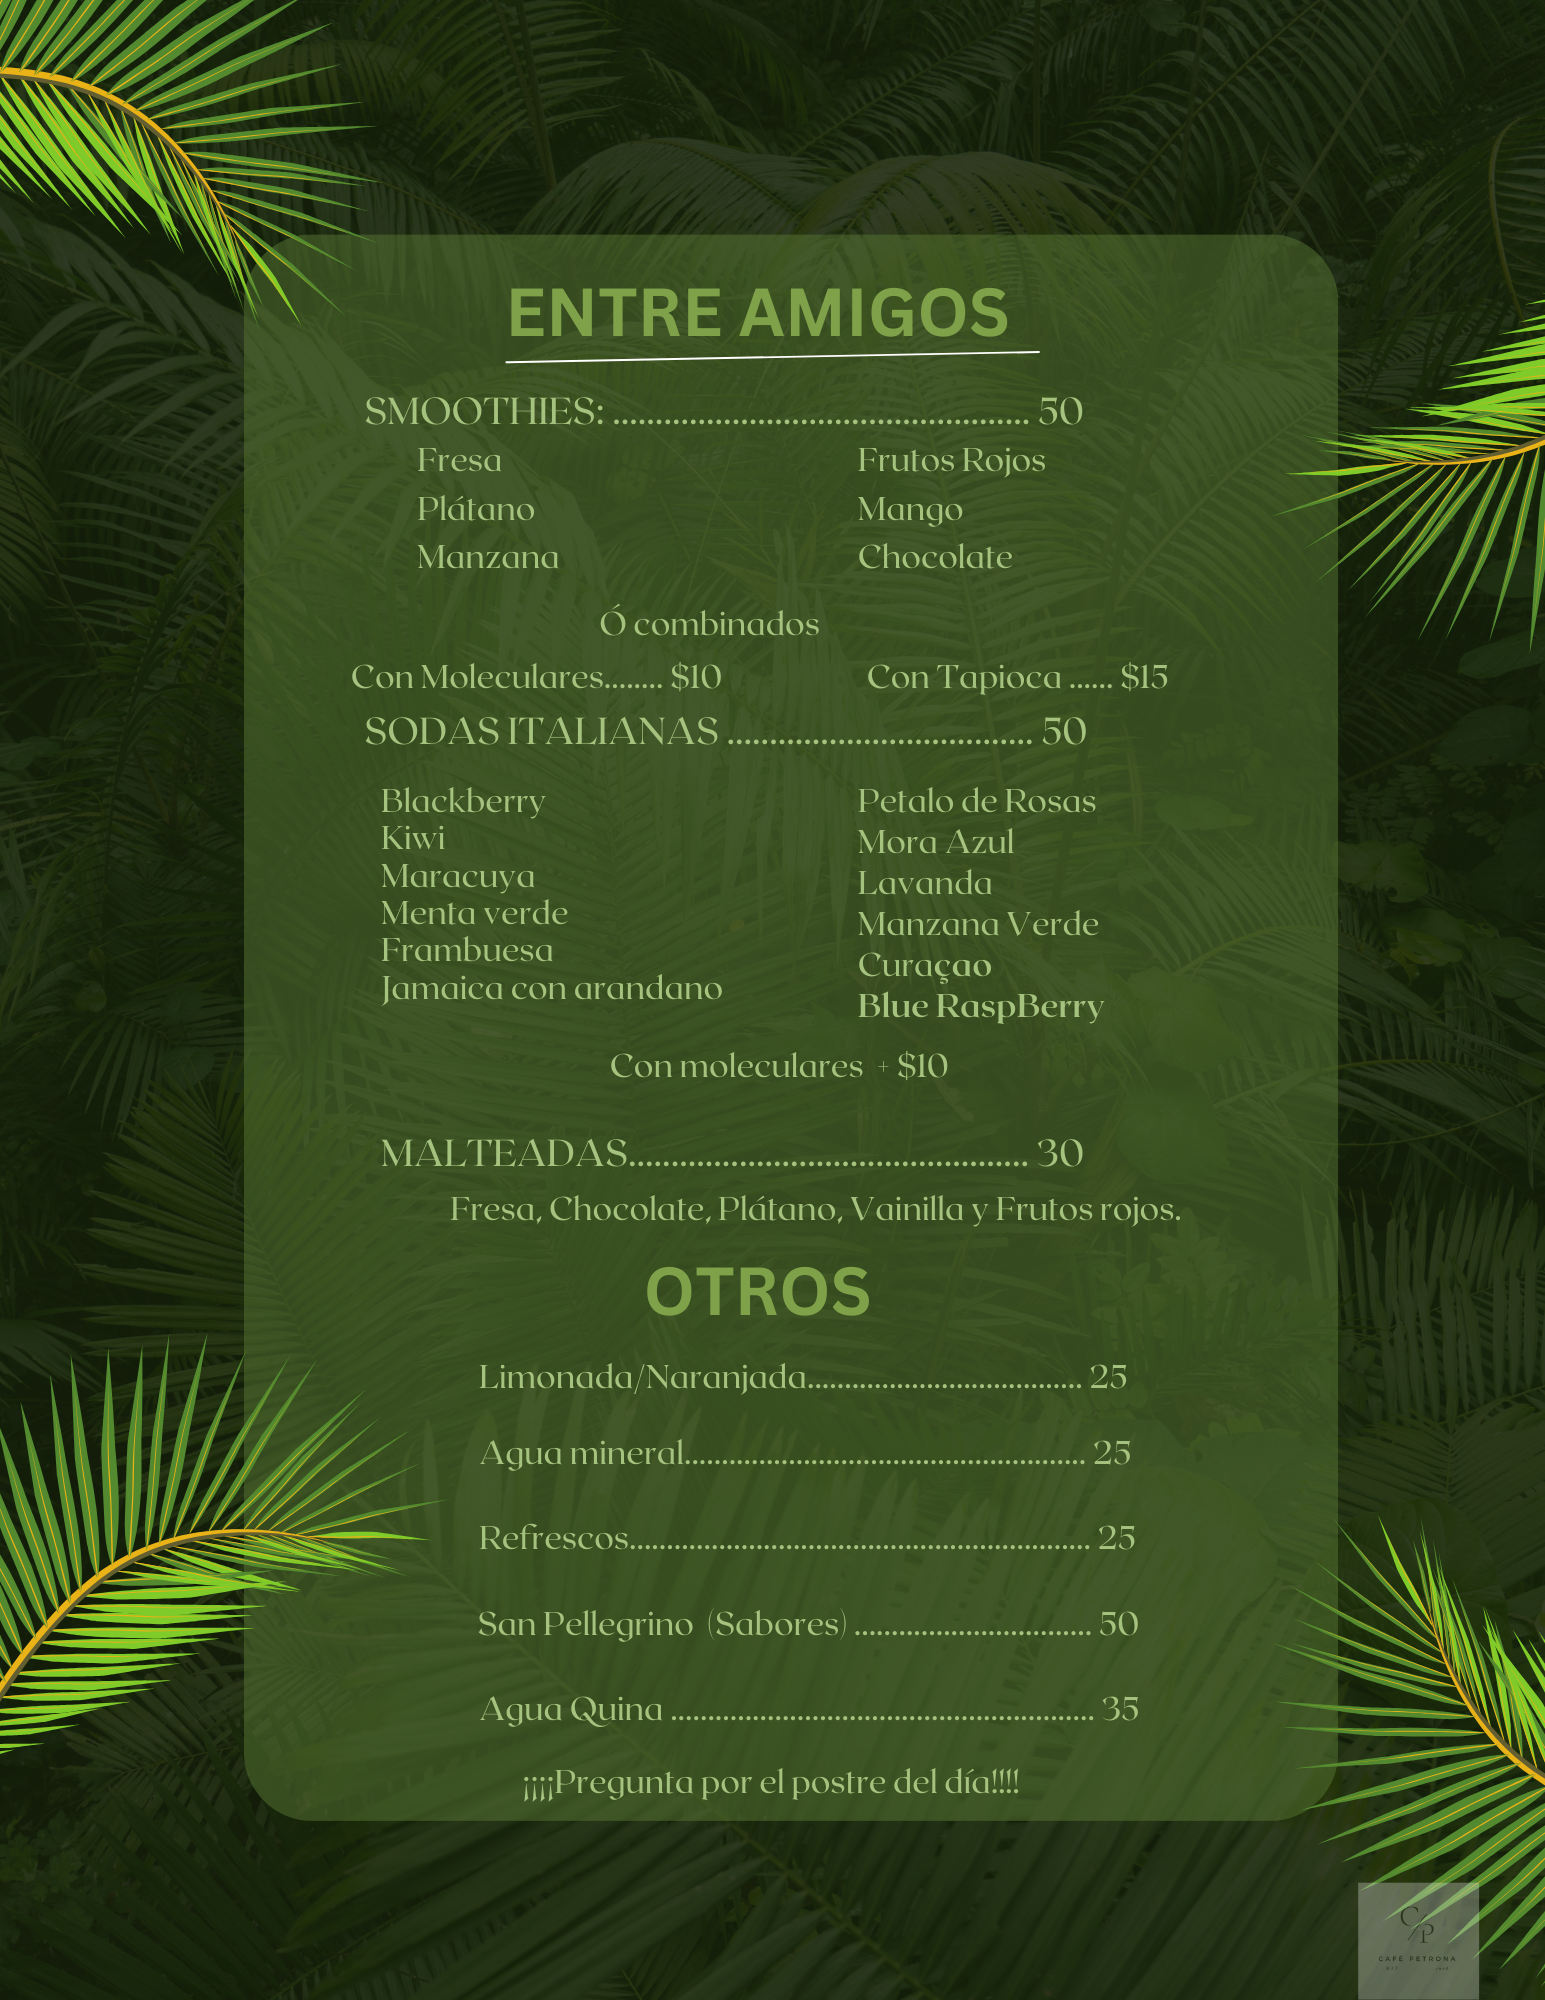 ENTRE AMIGOS
SMOOTHIES: ................................................. 50
Fresa
Plátano
Manzana
Frutos Rojos
Mango
Chocolate
Ó combinados
Con Moleculares........ $10
Con Tapioca ...... $15
SODAS ITALIANAS .................................... 50
Blackberry
Kiwi
Maracuya
Menta verde
Frambuesa
Jamaica con arandano
Petalo de Rosas
Mora Azul
Lavanda
Manzana Verde
Curaçao
Blue RaspBerry
Con moleculares + $10
MALTEADAS............................................... 30
Fresa, Chocolate, Plátano, Vainilla y Frutos rojos.
OTROS
Limonada/Naranjada..................................... 25
Agua mineral...................................................... 25
Refrescos.............................................................. 25
San Pellegrino (Sabores) ................................ 50
Agua Quina ......................................................... 35
¡¡¡¡Pregunta por el postre del día!!!!
C/P
CAFÉ PETRONA